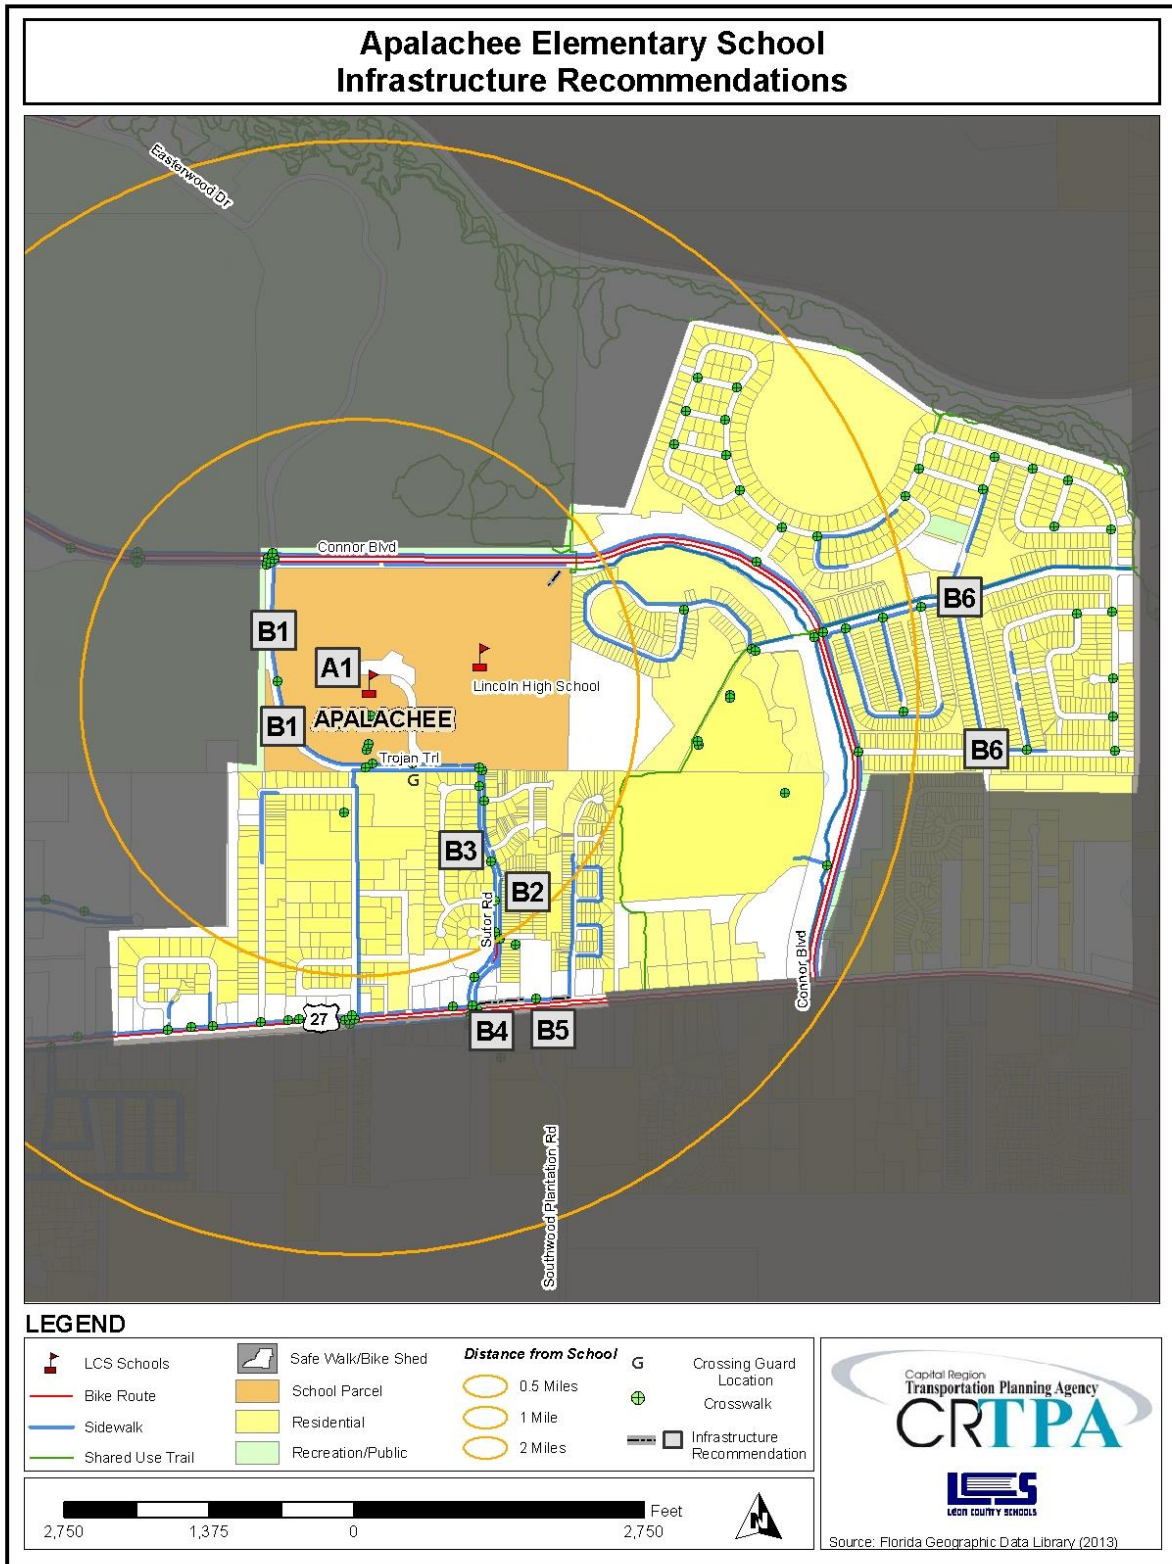 Apalachee Elementary School
Infrastructure Recommendations
Easterwood Dr
Connor Blvd
B1
B6
A1
Lincoln High School
B1
APALACHEE
B6
Trojan Trl
G
B3
B2
Sutor Rd
Connor Blvd
27
B4
B5
Southwood Plantation Rd
LEGEND
LCS Schools
Bike Route
Sidewalk
Shared Use Trail
Safe Walk/Bike Shed
School Parcel
Residential
Recreation/Public
Distance from School
0.5 Miles
1 Mile
2 Miles
G
Crossing Guard
Location
Crosswalk
Infrastructure
Recommendation
2,750
1,375
0
2,750
Feet
N
Capital Region
Transportation Planning Agency
CRTPA
LCS
LEON COUNTY SCHOOLS
Source: Florida Geographic Data Library (2013)